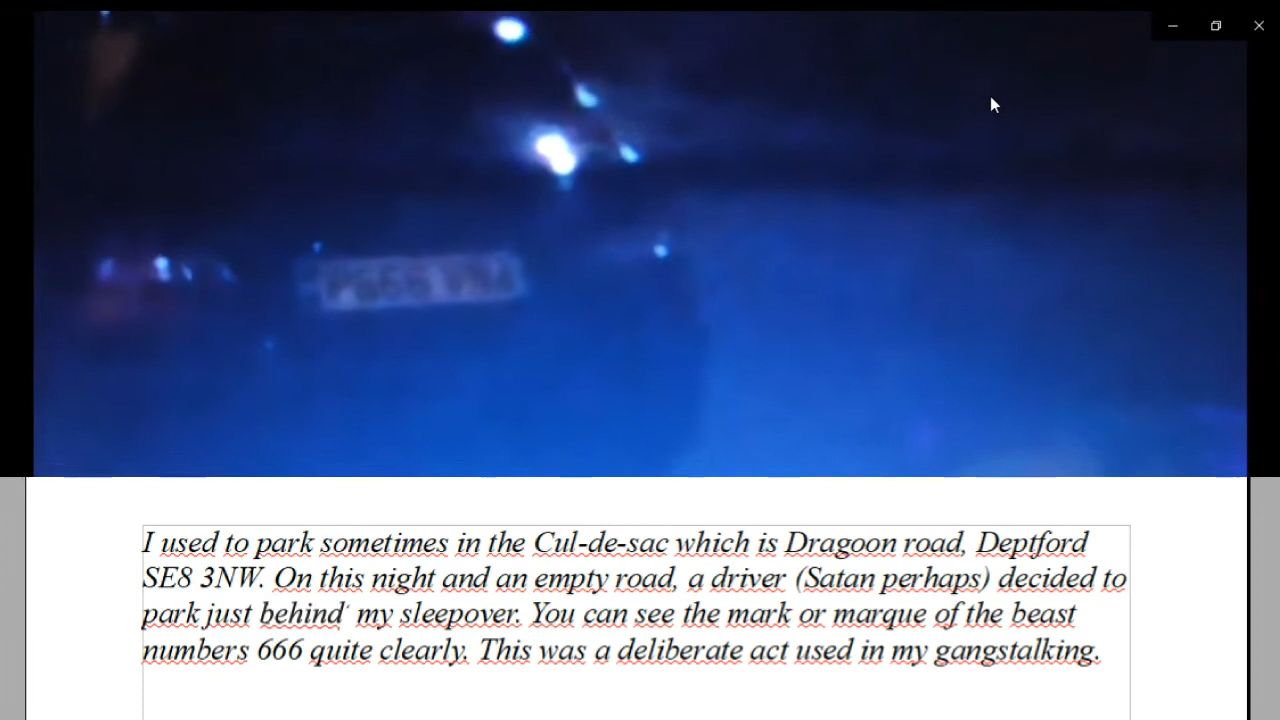 I used to park sometimes in the Cul-de-sac which is Dragoon road, Deptford
SE8 3NW. On this night and an empty road, a driver (Satan perhaps) decided to
park just behind my sleepover. You can see the mark or marque of the beast
numbers 666 quite clearly. This was a deliberate act used in my gangstalking.